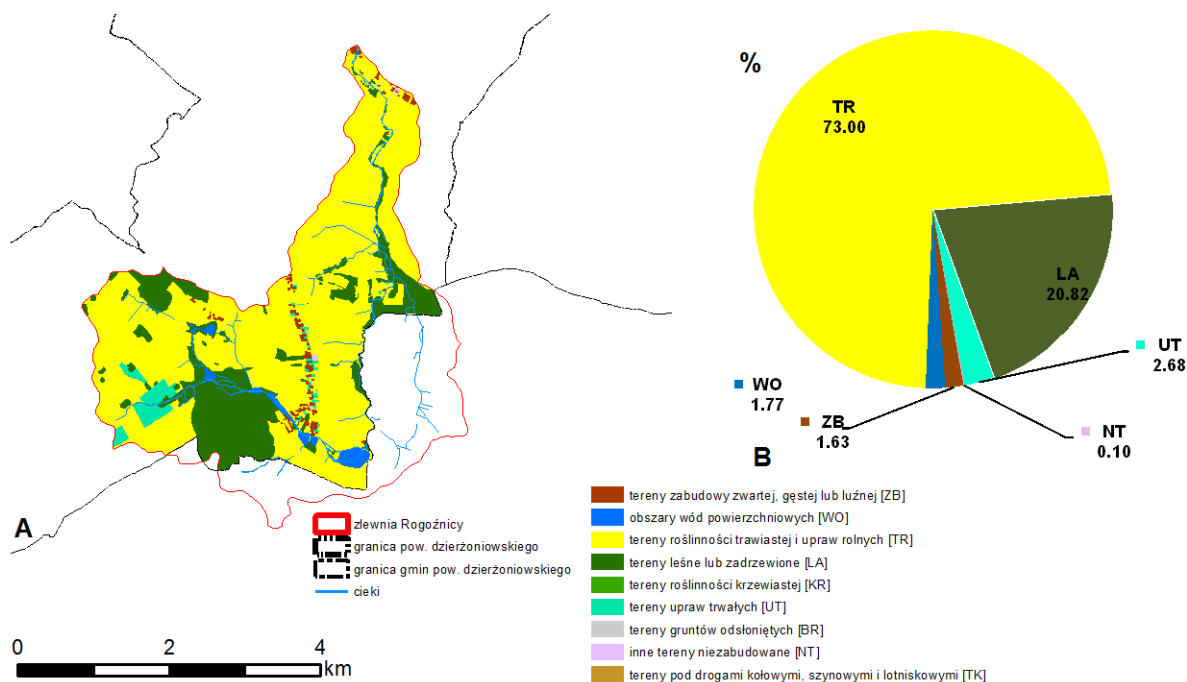 %
TR
73.00
LA
20.82
UT
2.68
WO
1.77
ZB
1.63
NT
0.10
B
A
zlewnia Rogoźnicy
granica pow. dzierżoniowskiego
granica gmin pow. dzierżoniowskiego
cieki
0 2 4
km
tereny zabudowy zwartej, gęstej lub luźnej [ZB]
obszary wód powierzchniowych [WO]
tereny roślinności trawiastej i upraw rolnych [TR]
tereny leśne lub zadrzewione [LA]
tereny roślinności krzewiastej [KR]
tereny upraw trwałych [UT]
tereny gruntów odsłoniętych [BR]
inne tereny niezabudowane [NT]
tereny pod drogami kołowymi, szynowymi i lotniskowymi [TK]